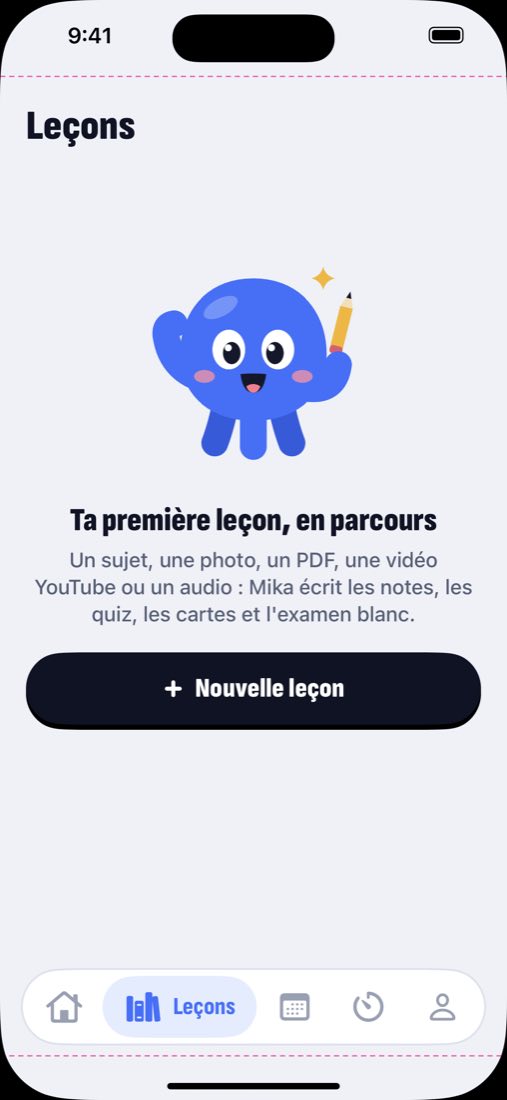 9:41
Leçons
Ta première leçon, en parcours
Un sujet, une photo, un PDF, une vidéo
YouTube ou un audio : Mika écrit les notes, les
quiz, les cartes et l'examen blanc.
+ Nouvelle leçon
Leçons